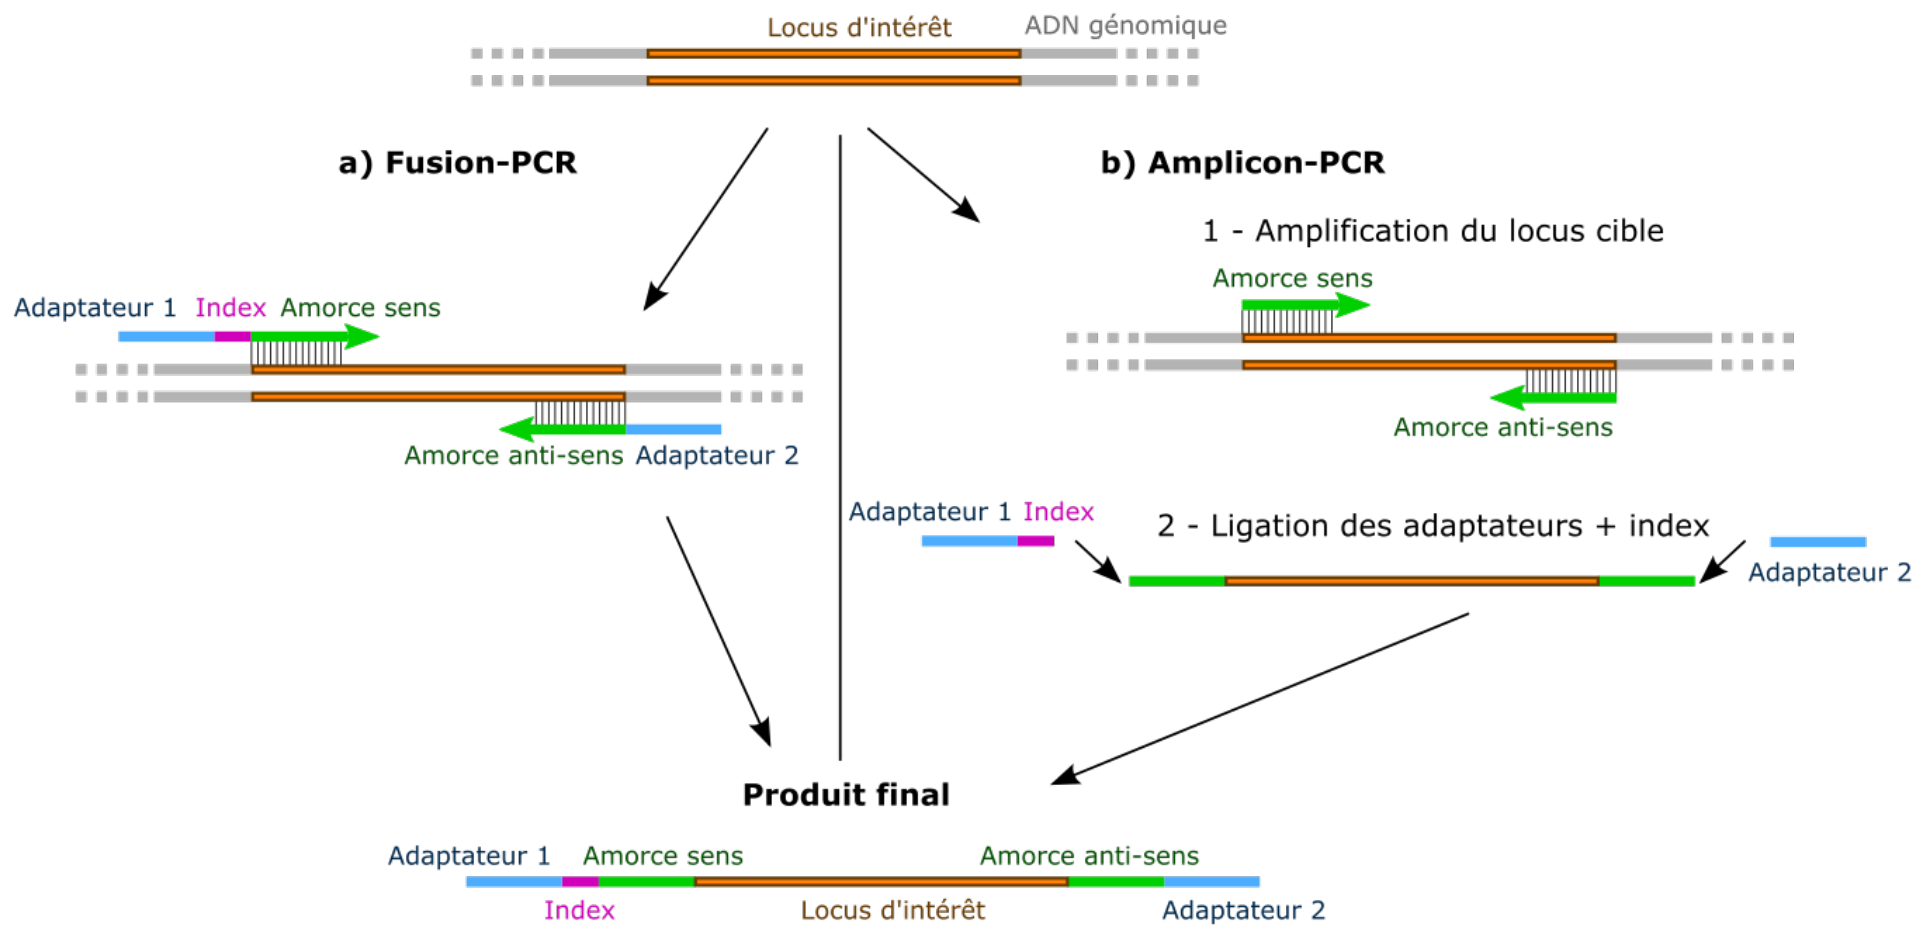 Locus d'intérêt
ADN génomique
a) Fusion-PCR
b) Amplicon-PCR
1 - Amplification du locus cible
Amorce sens
Adaptateur 1 Index Amorce sens
Amorce anti-sens
Amorce anti-sens Adaptateur 2
Adaptateur 1 Index
2 - Ligation des adaptateurs + index
Adaptateur 2
Produit final
Adaptateur 1 Amorce sens Amorce anti-sens
Index Locus d'intérêt Adaptateur 2